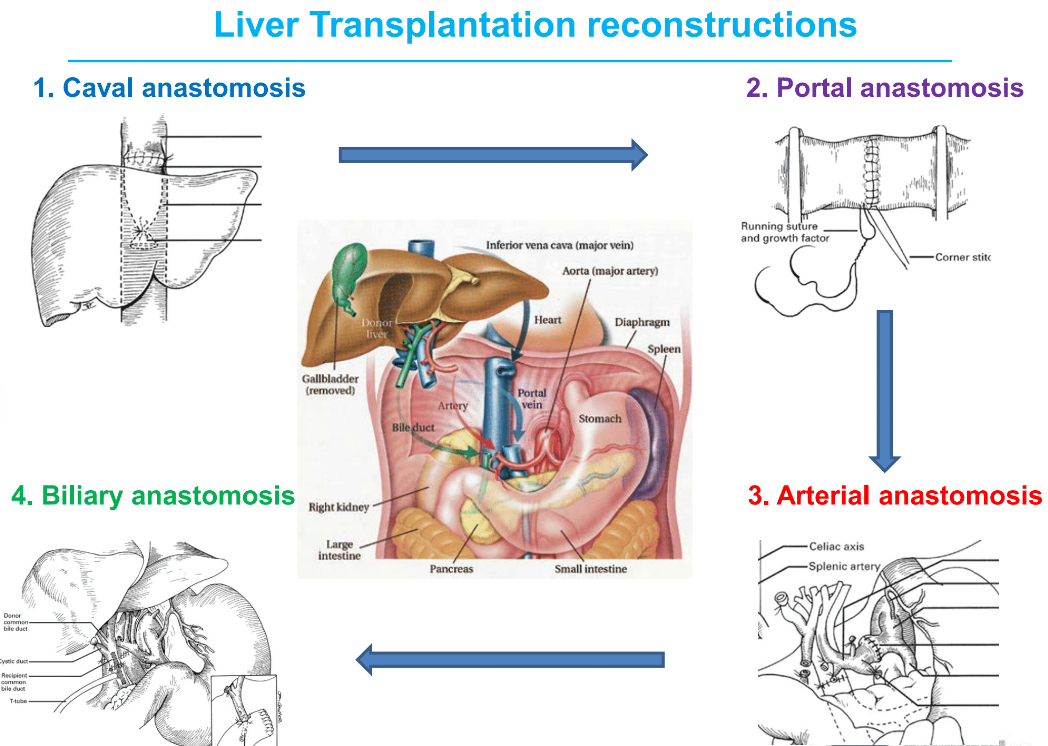 Liver Transplantation reconstructions
1. Caval anastomosis
2. Portal anastomosis
Running suture
and growth factor
Corner
Inferior vena cava (major vein)
Aorta (major artery)
Donor
liver
Heart
Diaphragm
Spleen
Gallbladder
(removed)
Portal
vein
Artery
Stomach
Bile duct
Right kidney
Large
intestine
Pancreas
Small intestine
4. Biliary anastomosis
3. Arterial anastomosis
Donor
common
bile duct
Cystic duct
Recipient
common
bile duct
T-tube
Celiac axis
Splenic artery